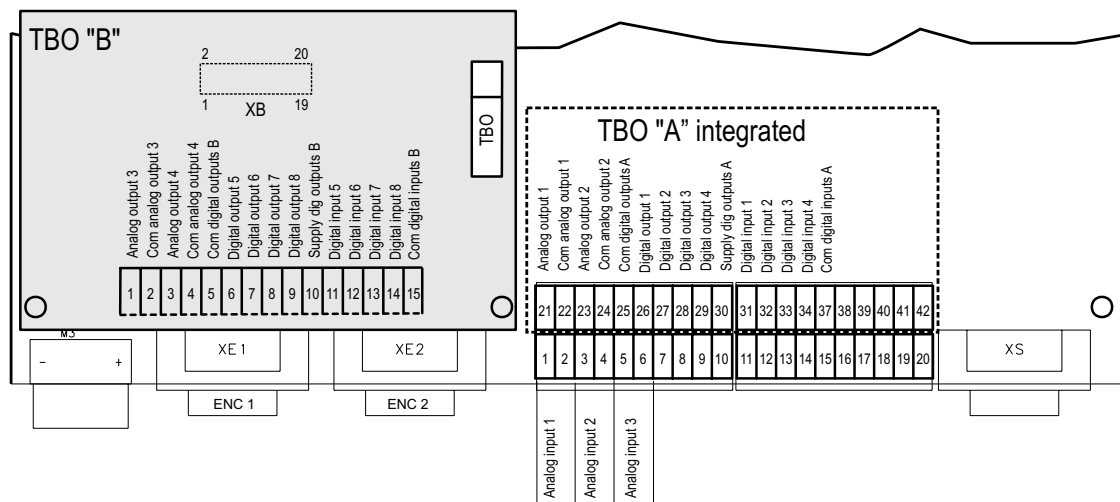 TBO "B"
2 20
1 19
XB
TBO
Analog output 3
Com analog output 3
Analog output 4
Com analog output 4
Com digital outputs B
Digital output 5
Digital output 6
Digital output 7
Digital output 8
Supply dig outputs B
Digital input 5
Digital input 6
Digital input 7
Digital input 8
Com digital inputs B
1 2 3 4 5 6 7 8 9 10 11 12 13 14 15
TBO "A" integrated
Analog output 1
Com analog output 1
Analog output 2
Com analog output 2
Com digital outputs A
Digital output 1
Digital output 2
Digital output 3
Digital output 4
Supply dig outputs A
Digital input 1
Digital input 2
Digital input 3
Digital input 4
Com digital inputs A
21 22 23 24 25 26 27 28 29 30 31 32 33 34 37 38 39 40 41 42
1 2 3 4 5 6 7 8 9 10 11 12 13 14 15 16 17 18 19 20
Analog input 1
Analog input 2
Analog input 3
M3
- +
XE1
ENC 1
XE2
ENC 2
XS